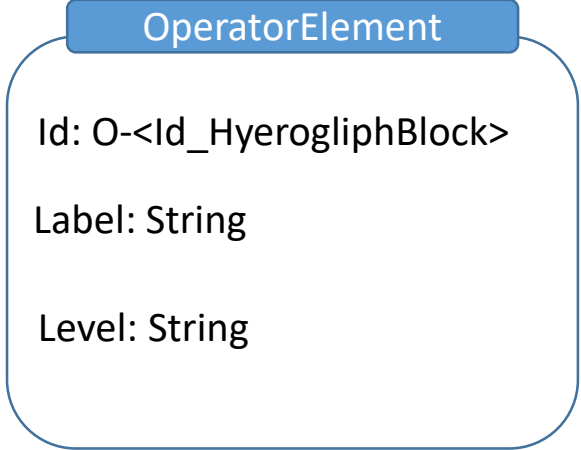 OperatorElement
Id: O-<Id_HyerogliphBlock>
Label: String
Level: String